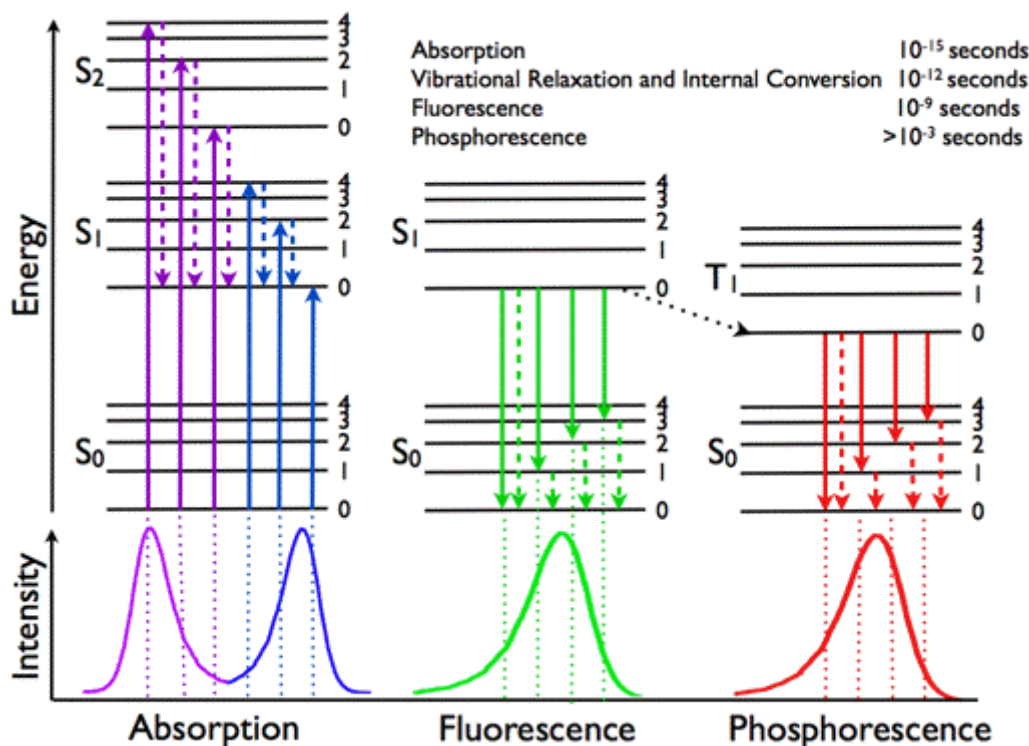 Absorption 10⁻¹⁵ seconds
Vibrational Relaxation and Internal Conversion 10⁻¹² seconds
Fluorescence 10⁻⁹ seconds
Phosphorescence >10⁻³ seconds
Energy
S₂
4
3
2
1
0
S₁
4
3
2
1
0
S₀
4
3
2
1
0
S₁
4
3
2
1
0
S₀
4
3
2
1
0
T₁
4
3
2
1
0
S₀
4
3
2
1
0
Intensity
Absorption
Fluorescence
Phosphorescence